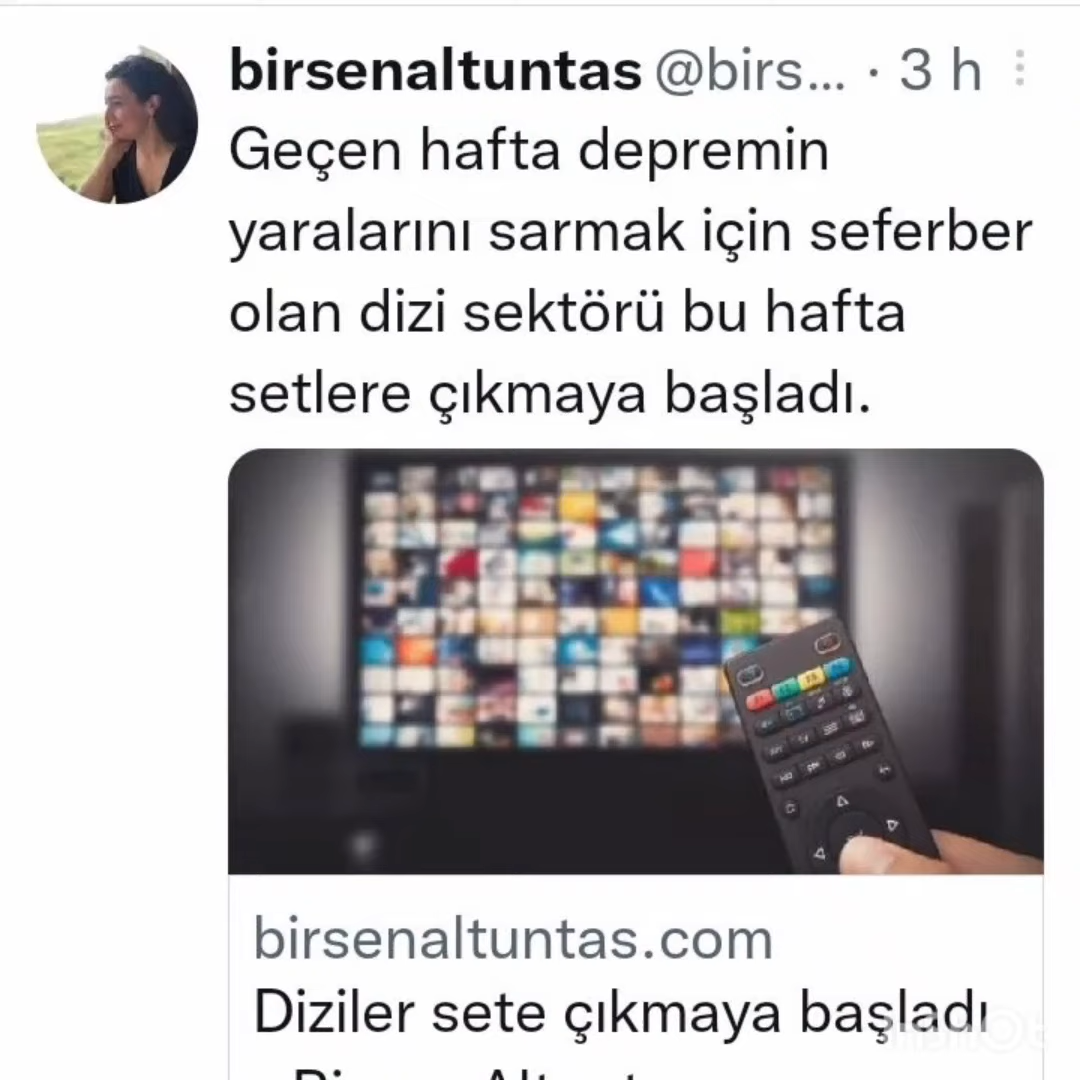 birsenaltuntas @birs... · 3 h
Geçen hafta depremin
yaralarını sarmak için seferber
olan dizi sektörü bu hafta
setlere çıkmaya başladı.
birsenaltuntas.com
Diziler sete çıkmaya başladı